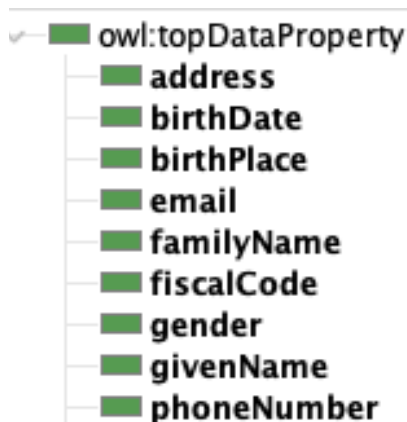 owl:topDataProperty
address
birthDate
birthPlace
email
familyName
fiscalCode
gender
givenName
phoneNumber